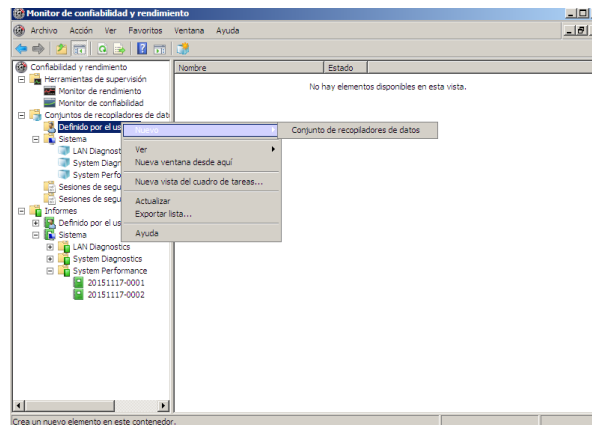 Monitor de confiabilidad y rendimiento
Archivo Acción Ver Favoritos Ventana Ayuda
Confiabilidad y rendimiento
Herramientas de supervisión
Monitor de rendimiento
Monitor de confiabilidad
Conjuntos de recopiladores de dat
Definido por el us
Sistema
LAN Diagnost
System Diagn
System Perfo
Sesiones de segu
Sesiones de segu
Informes
Definido por el us
Sistema
LAN Diagnostics
System Diagnostics
System Performance
20151117-0001
20151117-0002
Nombre Estado
No hay elementos disponibles en esta vista.
Nuevo
Ver
Nueva ventana desde aquí
Nueva vista del cuadro de tareas...
Actualizar
Exportar lista...
Ayuda
Conjunto de recopiladores de datos
Crea un nuevo elemento en este contenedor.